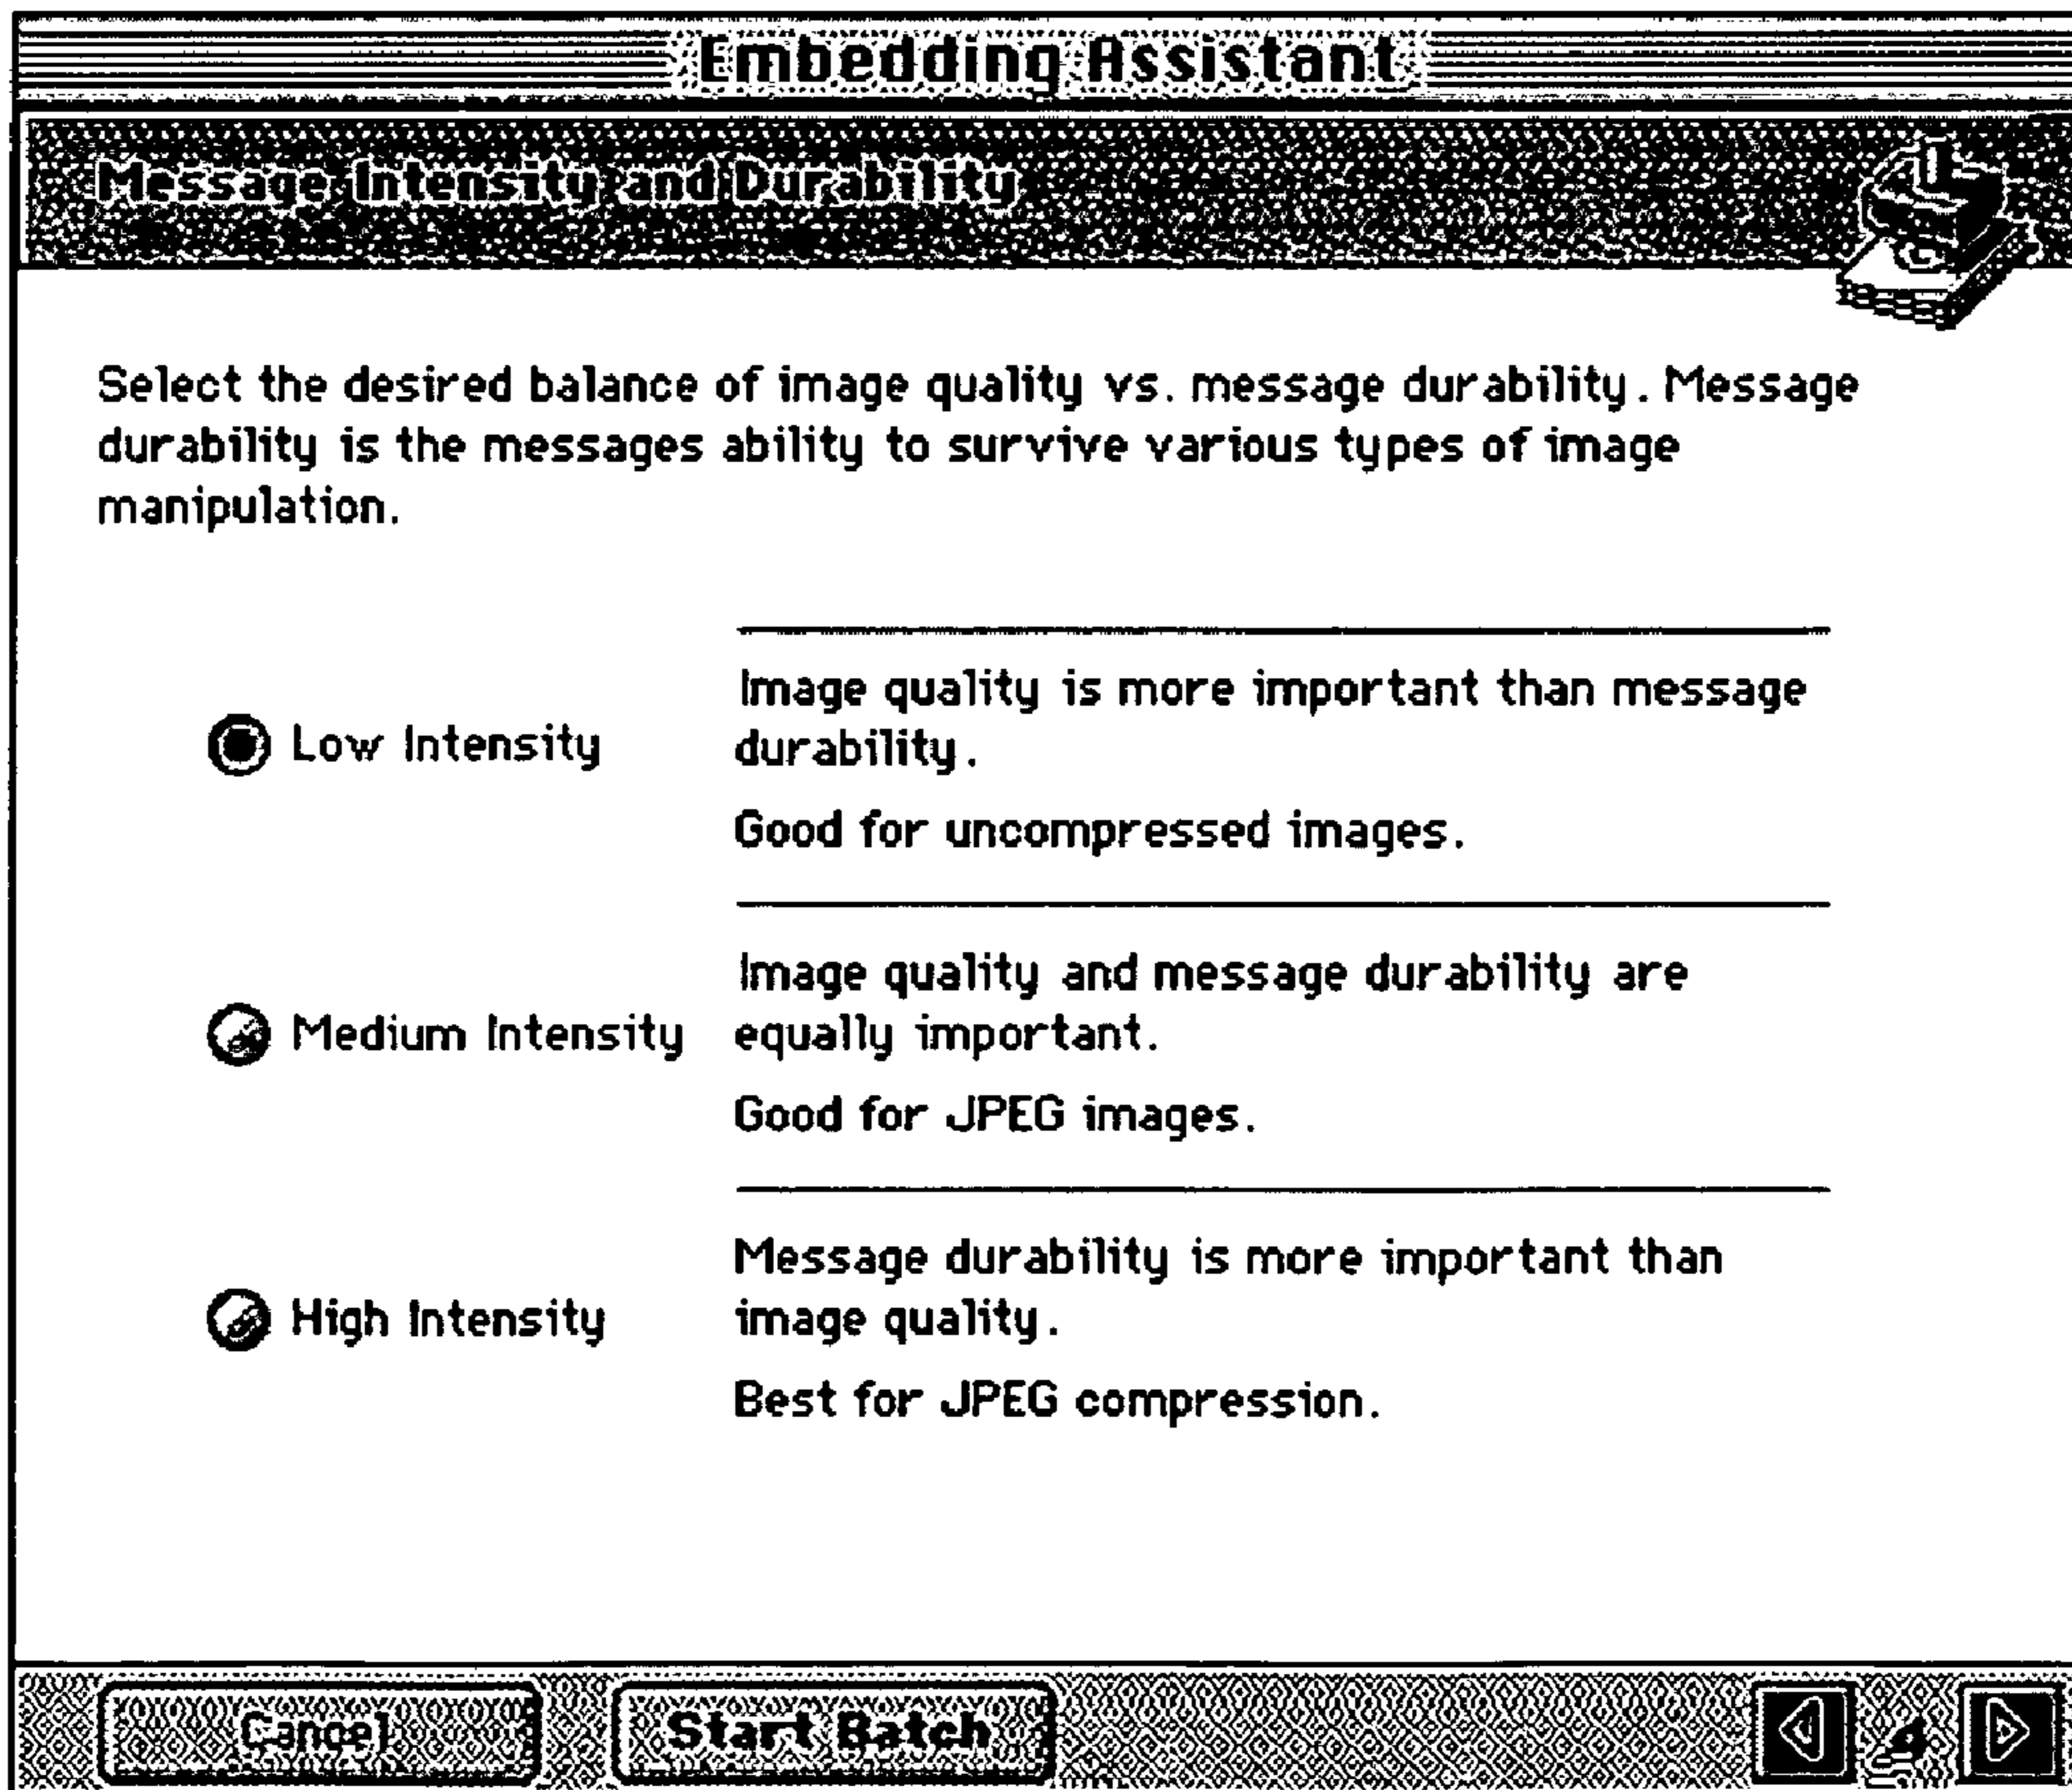 Embedding Assistant
Message Intensity and Durability
Select the desired balance of image quality vs. message durability. Message
durability is the messages ability to survive various types of image
manipulation.
Low Intensity
Image quality is more important than message
durability.
Good for uncompressed images.
Medium Intensity
Image quality and message durability are
equally important.
Good for JPEG images.
High Intensity
Message durability is more important than
image quality.
Best for JPEG compression.
Cancel
Start Batch